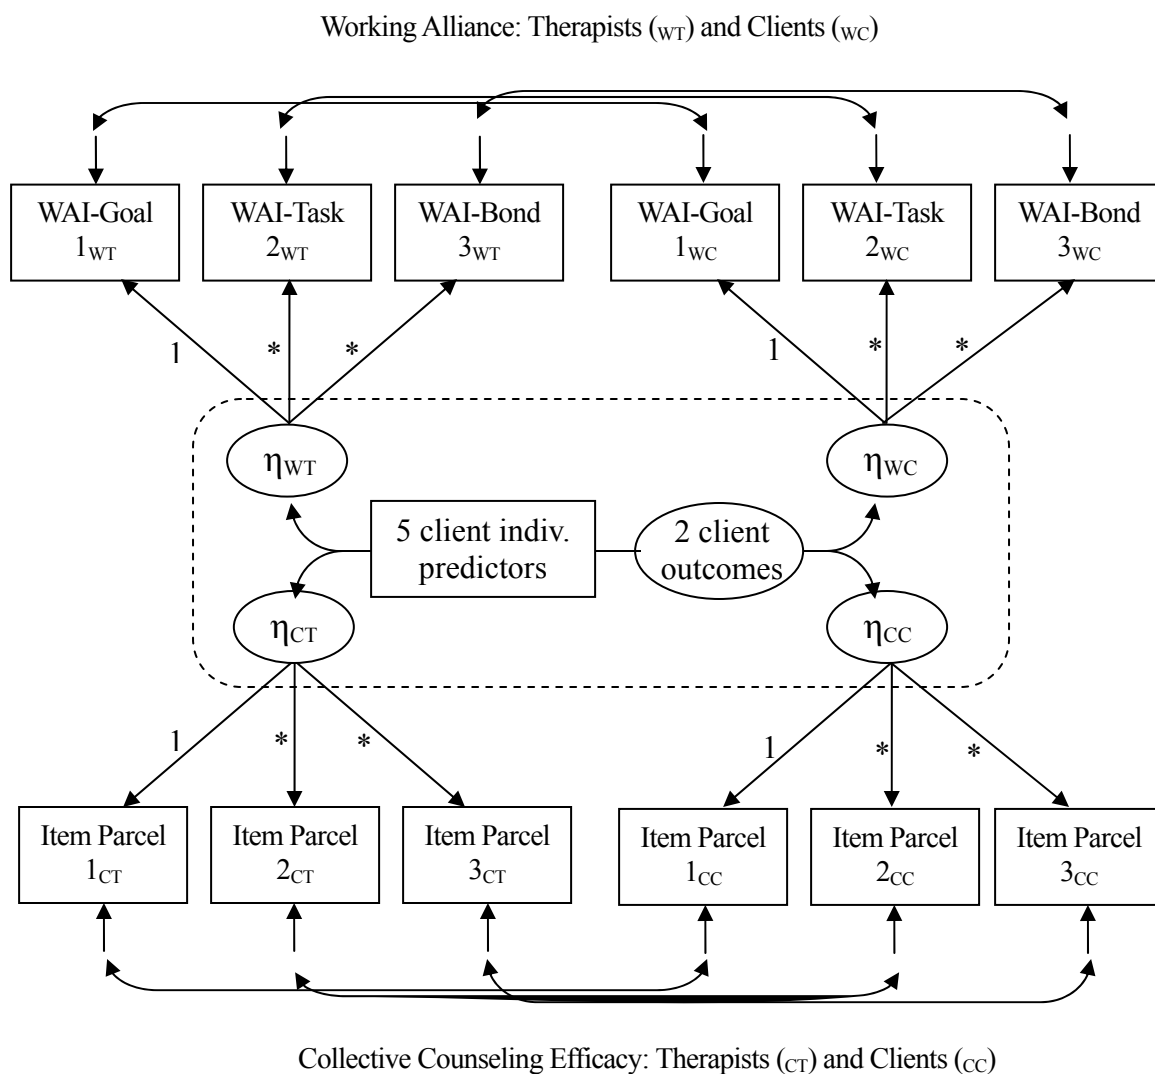 Working Alliance: Therapists (WT) and Clients (WC)
WAI-Goal WAI-Task WAI-Bond WAI-Goal WAI-Task WAI-Bond
1WT 2WT 3WT 1WC 2WC 3WC
1 * * 1 * *
ηWT ηWC
5 client indiv. 2 client
predictors outcomes
ηCT ηCC
1 * * 1 * *
Item Parcel Item Parcel Item Parcel Item Parcel Item Parcel Item Parcel
1CT 2CT 3CT 1CC 2CC 3CC
Collective Counseling Efficacy: Therapists (CT) and Clients (CC)